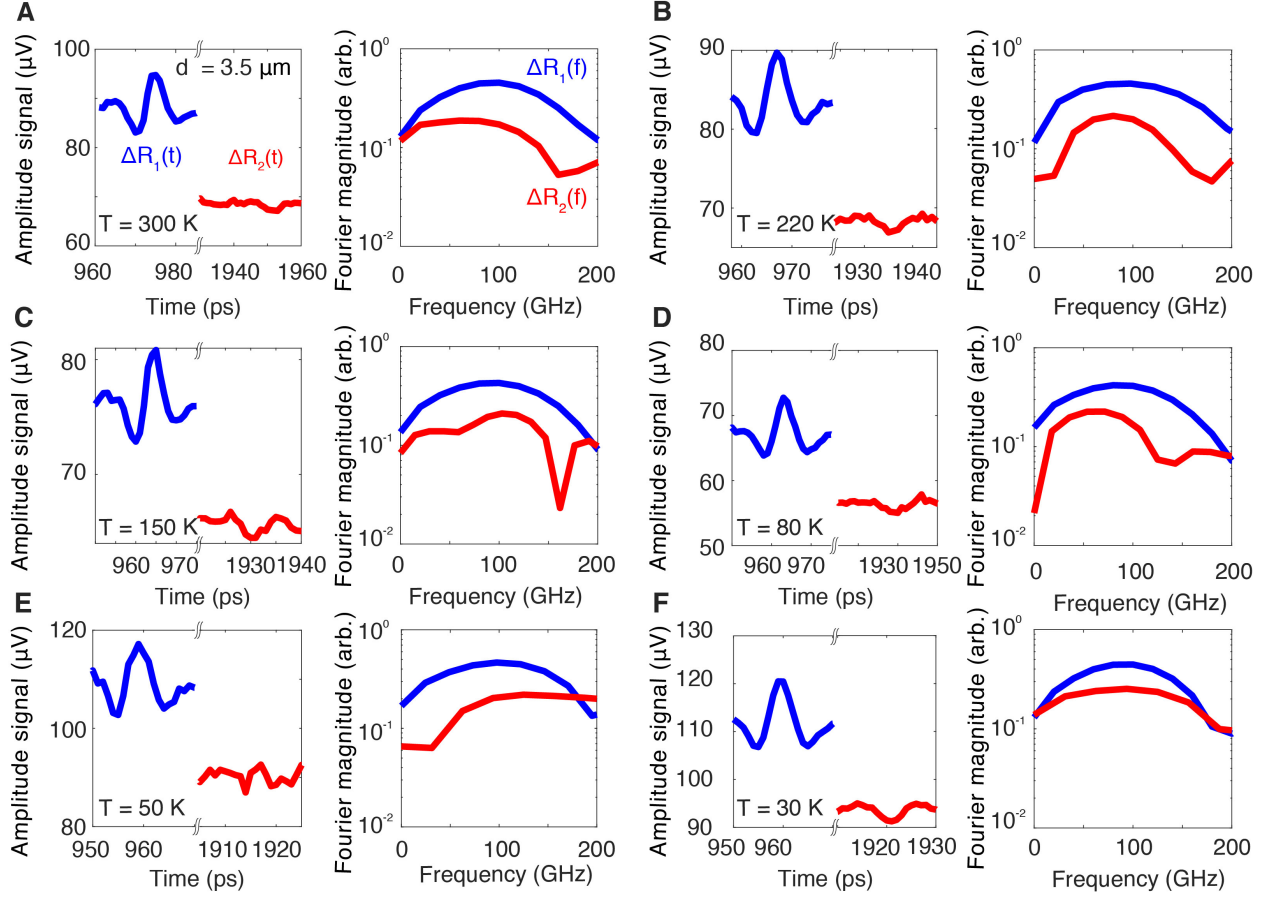 A
Amplitude signal (µV)
100
80
60
d = 3.5 µm
ΔR1(t)
ΔR2(t)
T = 300 K
960 980 1940 1960
Time (ps)
Fourier magnitude (arb.)
10^0
10^-1
10^-2
ΔR1(f)
ΔR2(f)
0 100 200
Frequency (GHz)
B
Amplitude signal (µV)
90
80
70
T = 220 K
960 970 1930 1940
Time (ps)
Fourier magnitude (arb.)
10^0
10^-1
10^-2
0 100 200
Frequency (GHz)
C
Amplitude signal (µV)
80
70
T = 150 K
960 970 1930 1940
Time (ps)
Fourier magnitude (arb.)
10^0
10^-1
10^-2
0 100 200
Frequency (GHz)
D
Amplitude signal (µV)
80
70
60
50
T = 80 K
960 970 1930 1950
Time (ps)
Fourier magnitude (arb.)
10^0
10^-1
10^-2
0 100 200
Frequency (GHz)
E
Amplitude signal (µV)
120
100
80
T = 50 K
950 960 1910 1920
Time (ps)
Fourier magnitude (arb.)
10^0
10^-1
10^-2
0 100 200
Frequency (GHz)
F
Amplitude signal (µV)
130
120
110
100
90
T = 30 K
950 960 1920 1930
Time (ps)
Fourier magnitude (arb.)
10^0
10^-1
10^-2
0 100 200
Frequency (GHz)